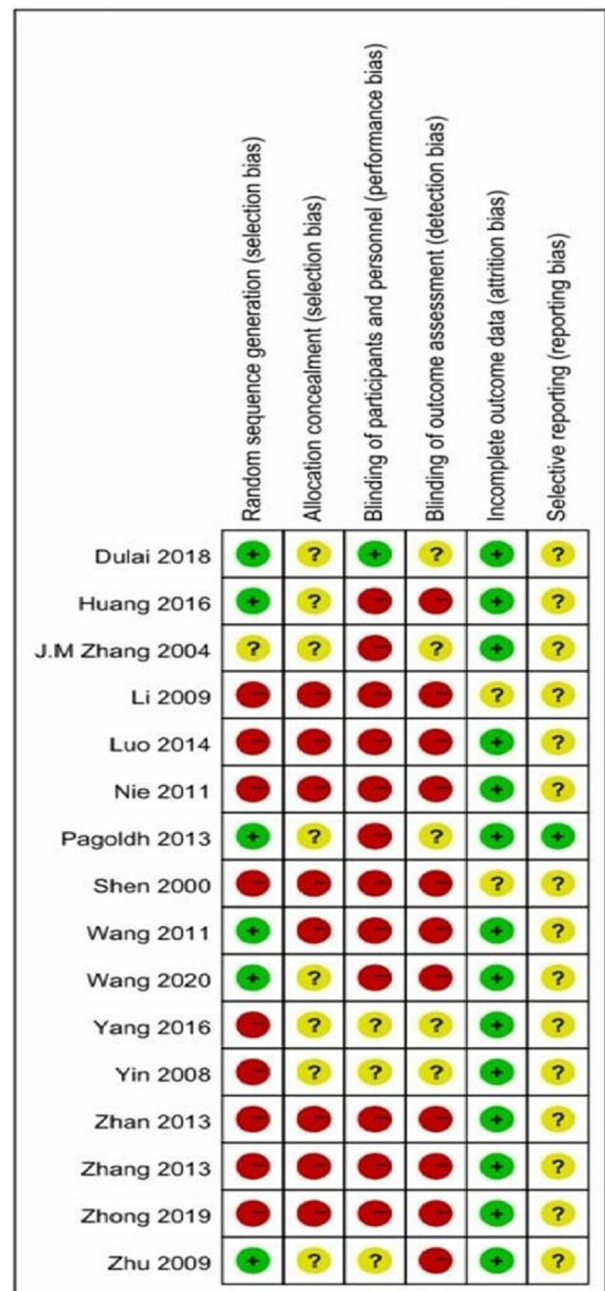 Random sequence generation (selection bias)
Allocation concealment (selection bias)
Blinding of participants and personnel (performance bias)
Blinding of outcome assessment (detection bias)
Incomplete outcome data (attrition bias)
Selective reporting (reporting bias)
Dulai 2018 + ? + ? + ?
Huang 2016 + ? - - + ?
J.M Zhang 2004 ? ? - ? + ?
Li 2009 - - - - ? ?
Luo 2014 - - - - + ?
Nie 2011 - - - - + ?
Pagoldh 2013 + ? - ? + +
Shen 2000 - - - - ? ?
Wang 2011 + - - - + ?
Wang 2020 + ? - - + ?
Yang 2016 - ? ? ? + ?
Yin 2008 - ? ? ? + ?
Zhan 2013 - - - - + ?
Zhang 2013 - - - - + ?
Zhong 2019 - - - - + ?
Zhu 2009 + ? ? - + ?